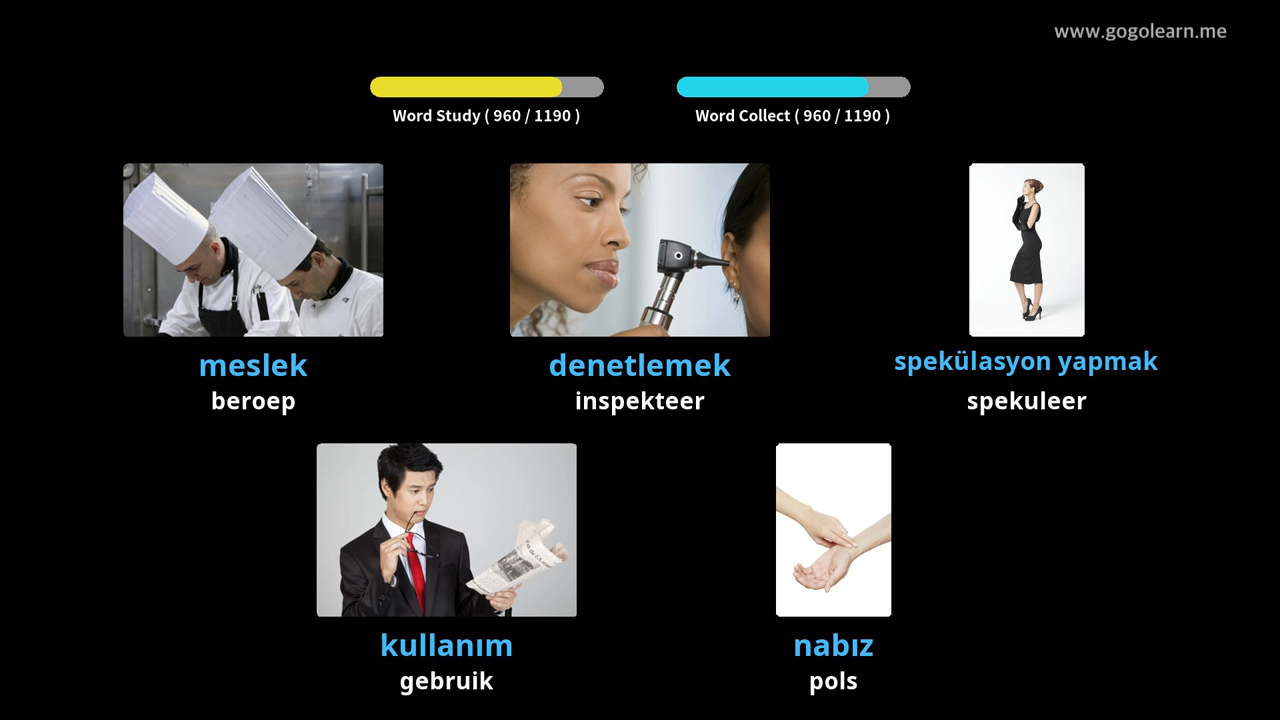 www.gogolearn.me
Word Study ( 960 / 1190 )
Word Collect ( 960 / 1190 )
meslek
beroep
denetlemek
inspekteer
spekülasyon yapmak
spekuleer
kullanım
gebruik
nabız
pols